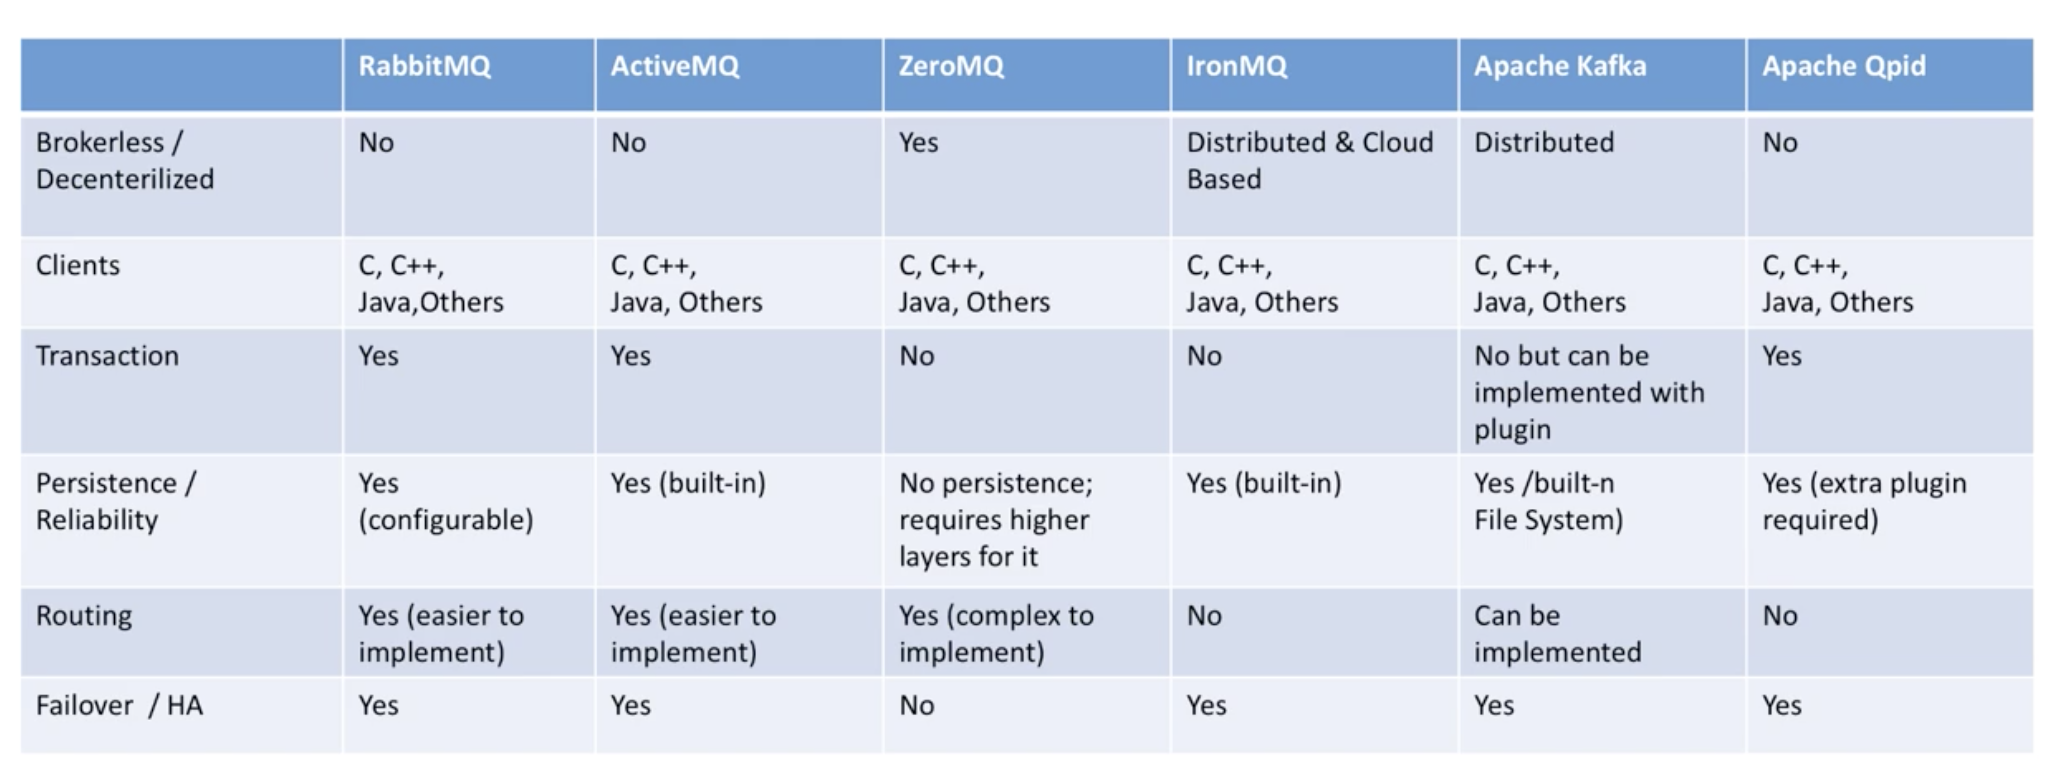 RabbitMQ ActiveMQ ZeroMQ IronMQ Apache Kafka Apache Qpid
Brokerless / No No Yes Distributed & Cloud Distributed No
Decenterilized Based
Clients C, C++, C, C++, C, C++, C, C++, C, C++, C, C++,
Java,Others Java, Others Java, Others Java, Others Java, Others Java, Others
Transaction Yes Yes No No No but can be Yes
implemented with
plugin
Persistence / Yes Yes (built-in) No persistence; Yes (built-in) Yes /built-n Yes (extra plugin
Reliability (configurable) requires higher File System) required)
layers for it
Routing Yes (easier to Yes (easier to Yes (complex to No Can be No
implement) implement) implement) implemented
Failover / HA Yes Yes No Yes Yes Yes